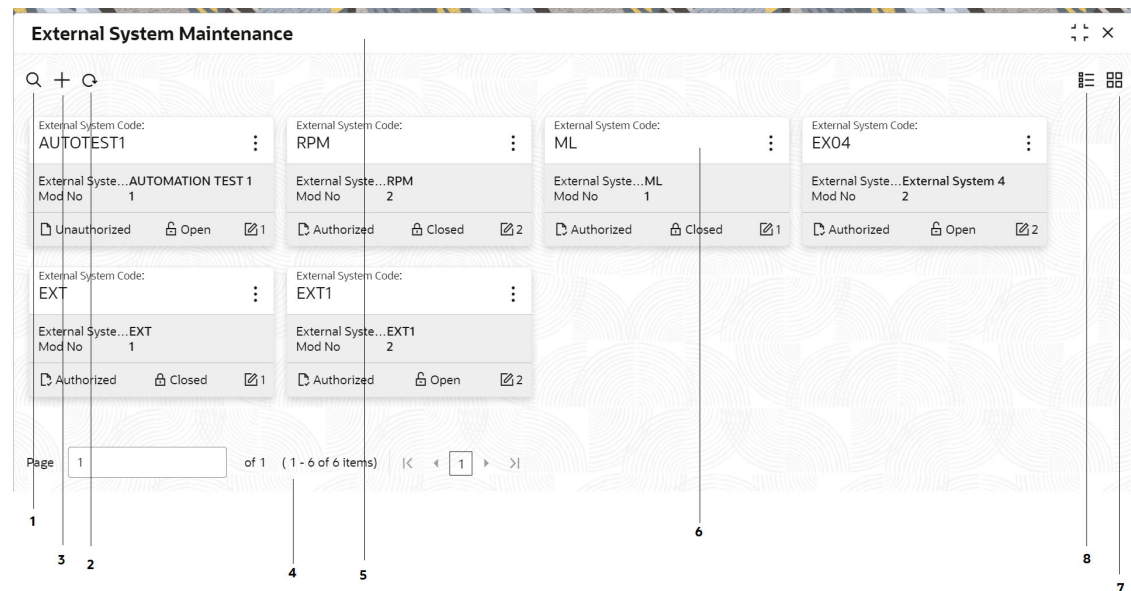 External System Maintenance
External System Code: External System Code: External System Code: External System Code:
AUTOTEST1 RPM ML EX04
External Syste...AUTOMATION TEST 1 External Syste...RPM External Syste...ML External Syste...External System 4
Mod No 1 Mod No 2 Mod No 1 Mod No 2
Unauthorized Open 1 Authorized Closed 2 Authorized Closed 1 Authorized Open 2
External System Code: External System Code:
EXT EXT1
External Syste...EXT External Syste...EXT1
Mod No 1 Mod No 2
Authorized Closed 1 Authorized Open 2
Page 1 of 1 ( 1 - 6 of 6 items) 1
1
6
3 2 8
4 5
7